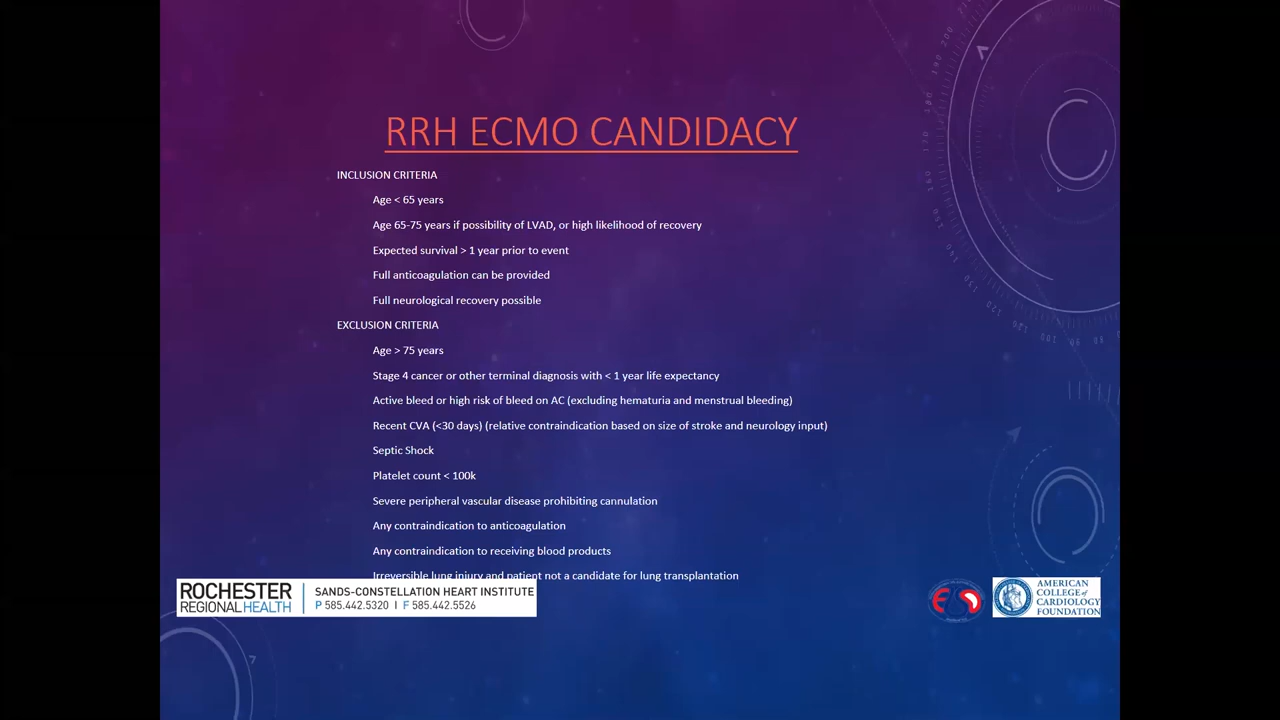 RRH ECMO CANDIDACY
INCLUSION CRITERIA
Age < 65 years
Age 65-75 years if possibility of LVAD, or high likelihood of recovery
Expected survival > 1 year prior to event
Full anticoagulation can be provided
Full neurological recovery possible
EXCLUSION CRITERIA
Age > 75 years
Stage 4 cancer or other terminal diagnosis with < 1 year life expectancy
Active bleed or high risk of bleed on AC (excluding hematuria and menstrual bleeding)
Recent CVA (<30 days) (relative contraindication based on size of stroke and neurology input)
Septic Shock
Platelet count < 100k
Severe peripheral vascular disease prohibiting cannulation
Any contraindication to anticoagulation
Any contraindication to receiving blood products
Irreversible lung injury and patient not a candidate for lung transplantation
ROCHESTER
REGIONALHEALTH
SANDS-CONSTELLATION HEART INSTITUTE
P 585.442.5320 I F 585.442.5526
AMERICAN
COLLEGE of
CARDIOLOGY
FOUNDATION